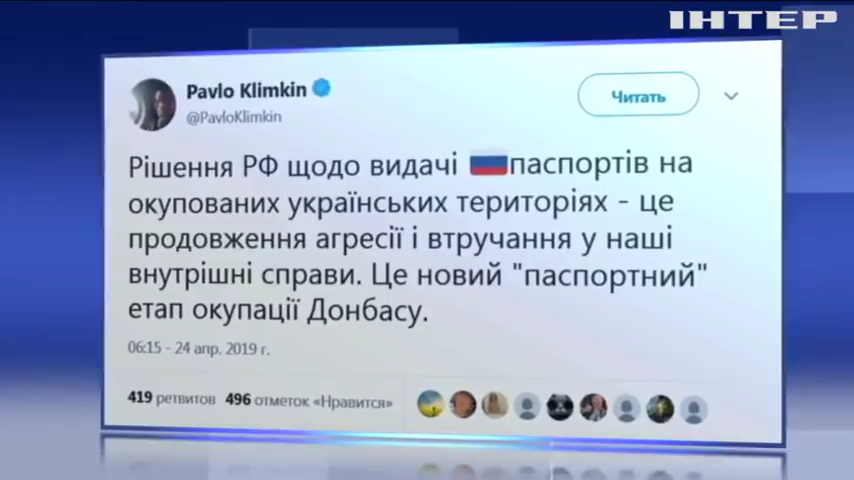 ІНТЕР
Pavlo Klimkin
@PavloKlimkin
Читать
Рішення РФ щодо видачі 🇷🇺паспортів на
окупованих українських територіях - це
продовження агресії і втручання у наші
внутрішні справи. Це новий "паспортний"
етап окупації Донбасу.
06:15 - 24 апр. 2019 г.
419 ретвитов 496 отметок «Нравится»